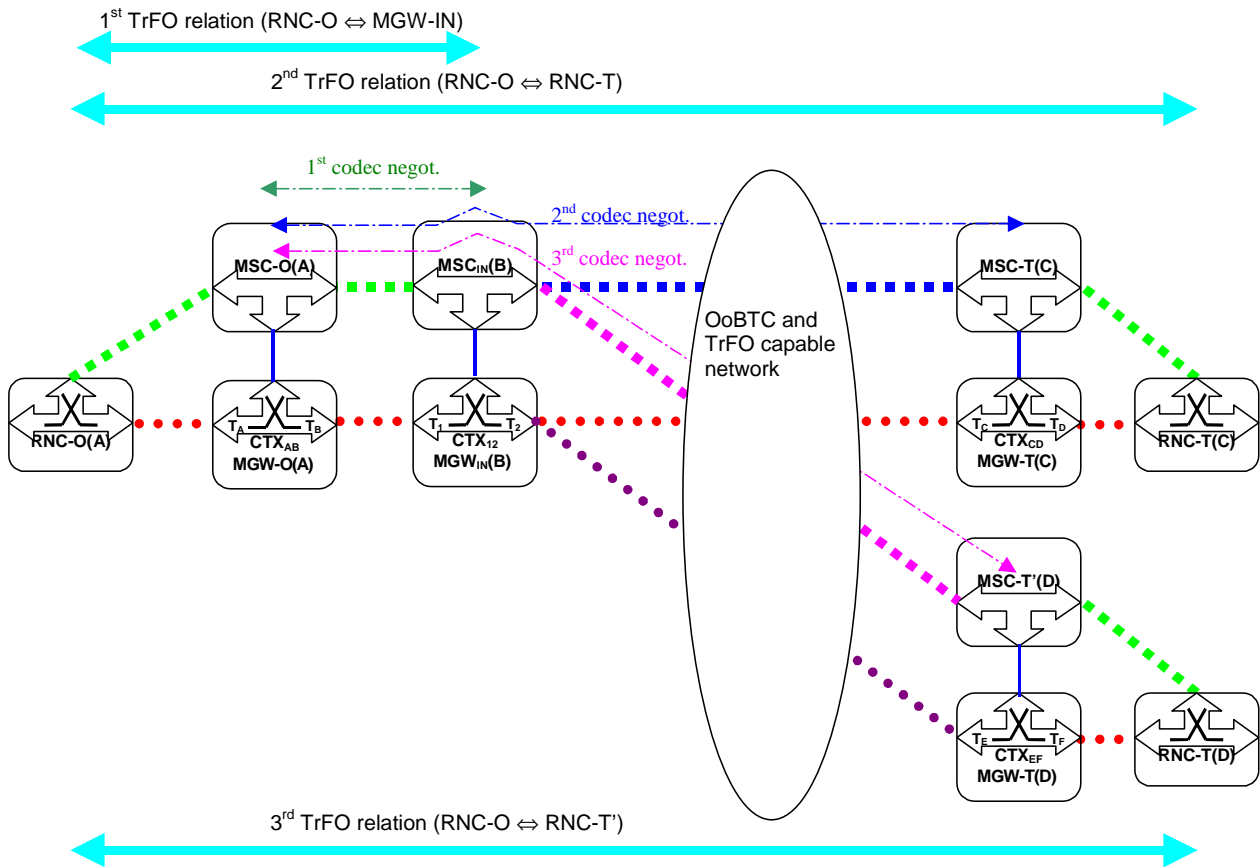 1st TrFO relation (RNC-O ⇔ MGW-IN)
2nd TrFO relation (RNC-O ⇔ RNC-T)
1st codec negot.
2nd codec negot.
3rd codec negot.
MSC-O(A)
MSCIN(B)
MSC-T(C)
OoBTC and
TrFO capable
network
RNC-O(A)
TA TB
CTXAB
MGW-O(A)
T1 T2
CTX12
MGWIN(B)
TC TD
CTXCD
MGW-T(C)
RNC-T(C)
MSC-T’(D)
TE TF
CTXEF
MGW-T(D)
RNC-T(D)
3rd TrFO relation (RNC-O ⇔ RNC-T’)